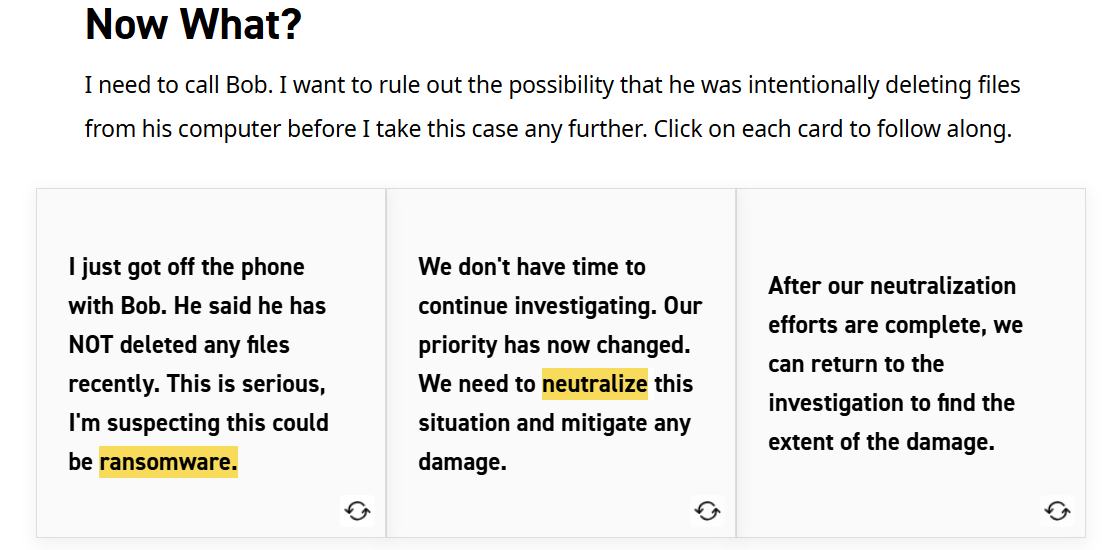 Now What?
I need to call Bob. I want to rule out the possibility that he was intentionally deleting files
from his computer before I take this case any further. Click on each card to follow along.
I just got off the phone
with Bob. He said he has
NOT deleted any files
recently. This is serious,
I'm suspecting this could
be ransomware.
We don't have time to
continue investigating. Our
priority has now changed.
We need to neutralize this
situation and mitigate any
damage.
After our neutralization
efforts are complete, we
can return to the
investigation to find the
extent of the damage.